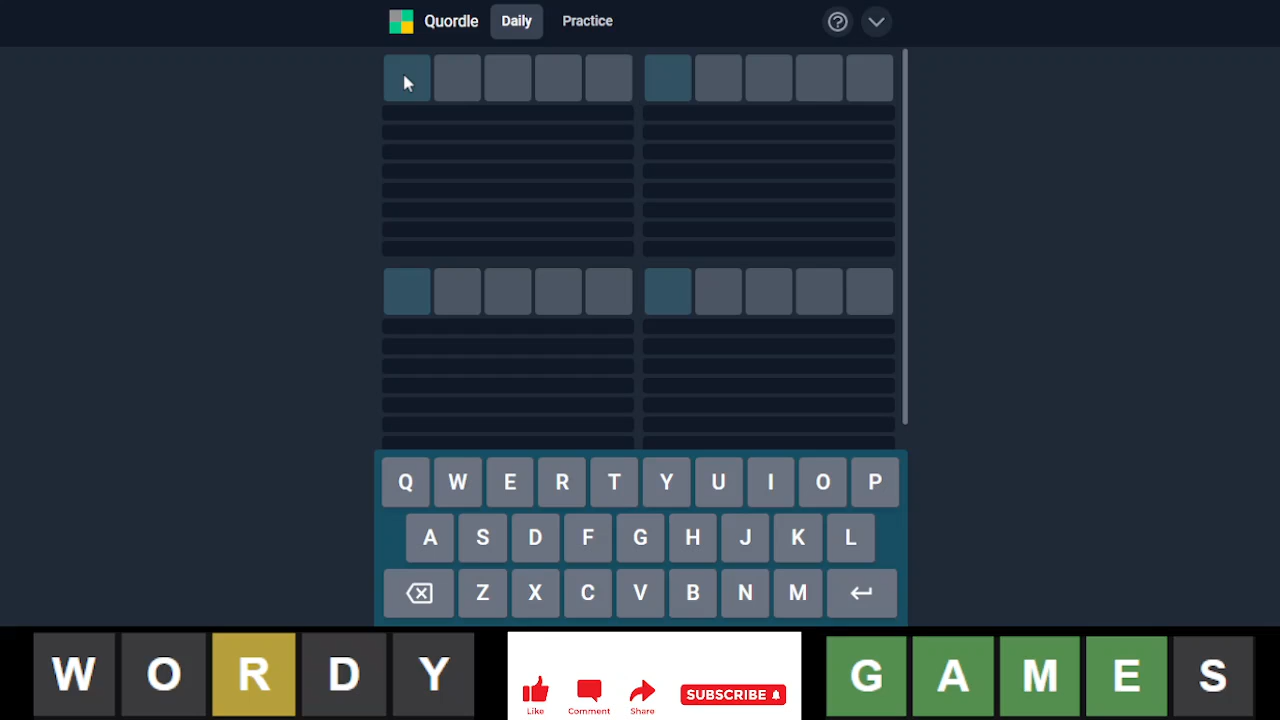 Quordle Daily Practice
Q W E R T Y U I O P
A S D F G H J K L
Z X C V B N M
W O R D Y
Like Comment Share SUBSCRIBE
G A M E S